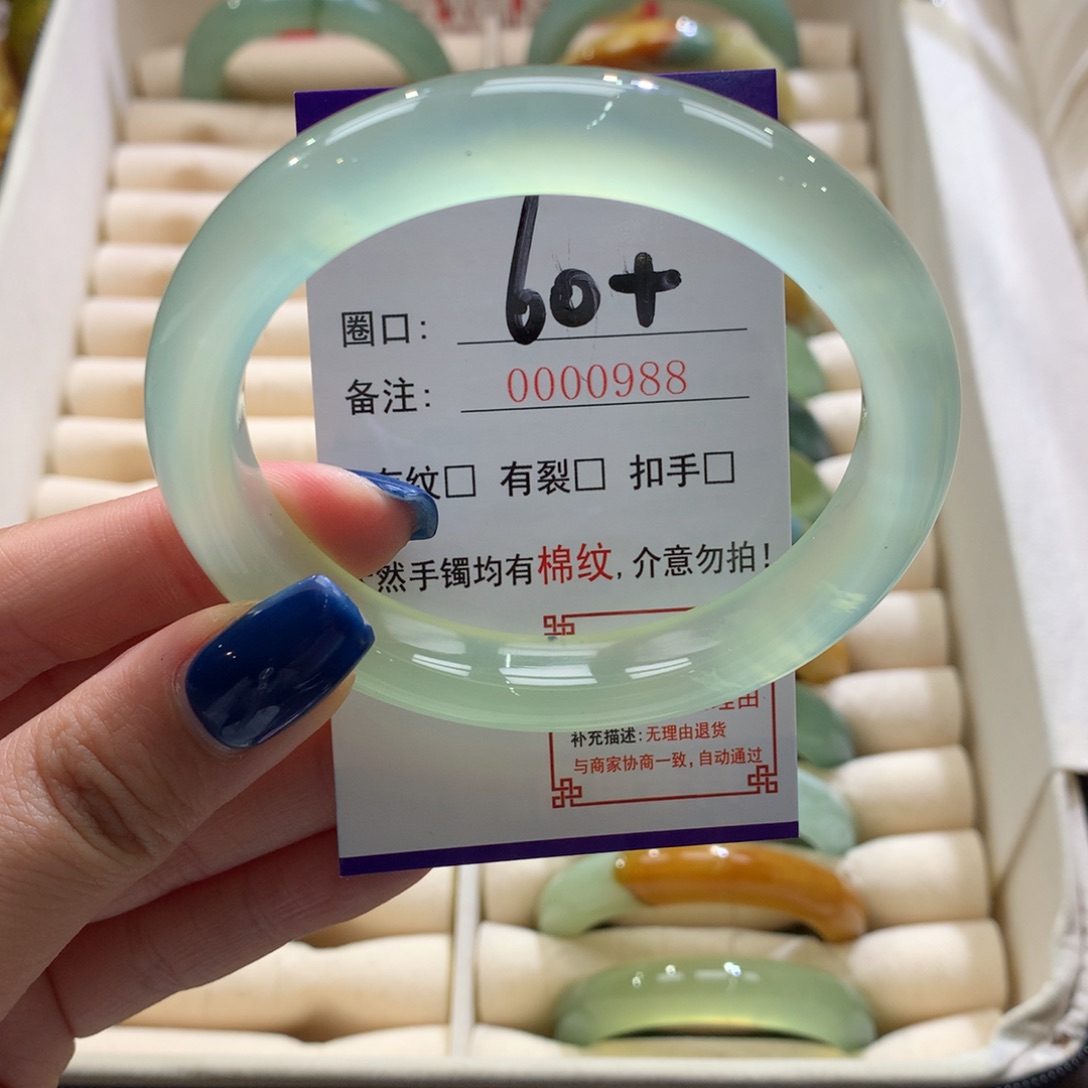 圈口: 60+
备注: 0000988
纹□ 有裂□ 扣手□
然手镯均有棉纹,介意勿拍!
理由
补充描述:无理由退货
与商家协商一致,自动通过